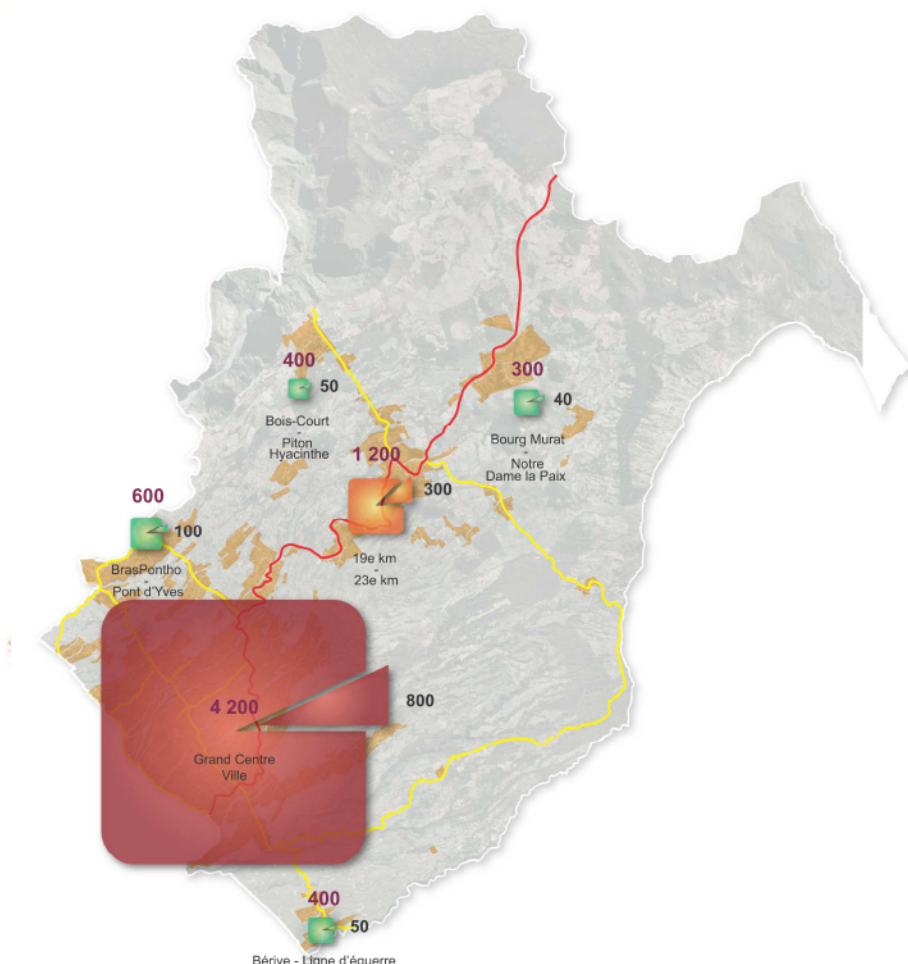 400
50
Bois-Court
-
Piton
Hyacinthe
300
40
Bourg Murat
-
Notre
Dame la Paix
1 200
300
19e km
-
23e km
600
100
BrasPontho
-
Pont d'Yves
4 200
800
Grand Centre
Ville
400
50
Bérive - Ligne d'équerre